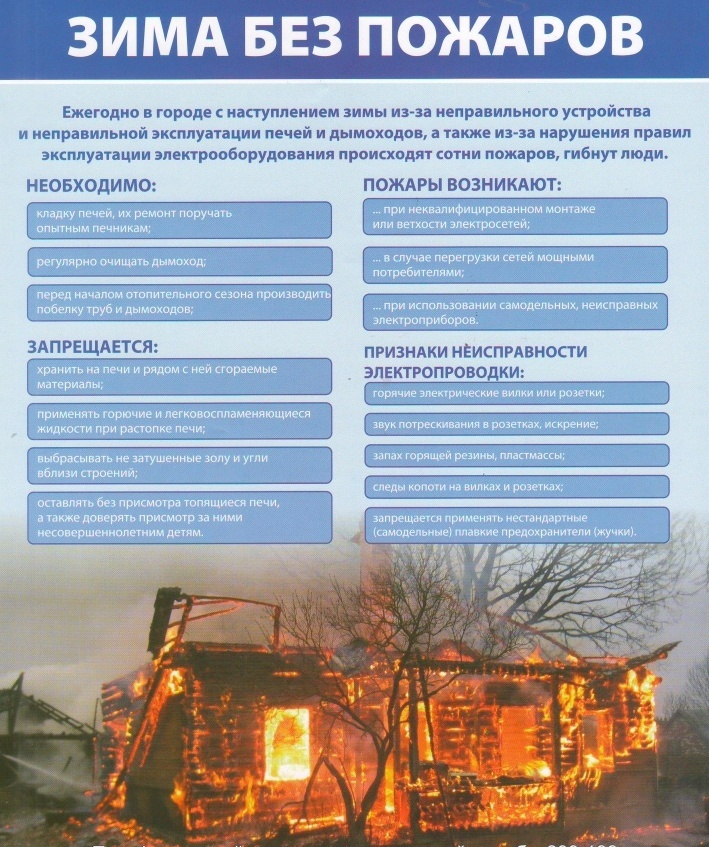 ЗИМА БЕЗ ПОЖАРОВ
Ежегодно в городе с наступлением зимы из-за неправильного устройства
и неправильной эксплуатации печей и дымоходов, а также из-за нарушения правил
эксплуатации электрооборудования происходят сотни пожаров, гибнут люди.
НЕОБХОДИМО:
кладку печей, их ремонт поручать
опытным печникам;
регулярно очищать дымоход;
перед началом отопительного сезона производить
побелку труб и дымоходов;
ЗАПРЕЩАЕТСЯ:
хранить на печи и рядом с ней сгораемые
материалы;
применять горючие и легковоспламеняющиеся
жидкости при растопке печи;
выбрасывать не затушенные золу и угли
вблизи строений;
оставлять без присмотра топящиеся печи,
а также доверять присмотр за ними
несовершеннолетним детям.
ПОЖАРЫ ВОЗНИКАЮТ:
... при неквалифицированном монтаже
или ветхости электросетей;
... в случае перегрузки сетей мощными
потребителями;
... при использовании самодельных, неисправных
электроприборов.
ПРИЗНАКИ НЕИСПРАВНОСТИ
ЭЛЕКТРОПРОВОДКИ:
горячие электрические вилки или розетки;
звук потрескивания в розетках, искрение;
запах горящей резины, пластмассы;
следы копоти на вилках и розетках;
запрещается применять нестандартные
(самодельные) плавкие предохранители (жучки).